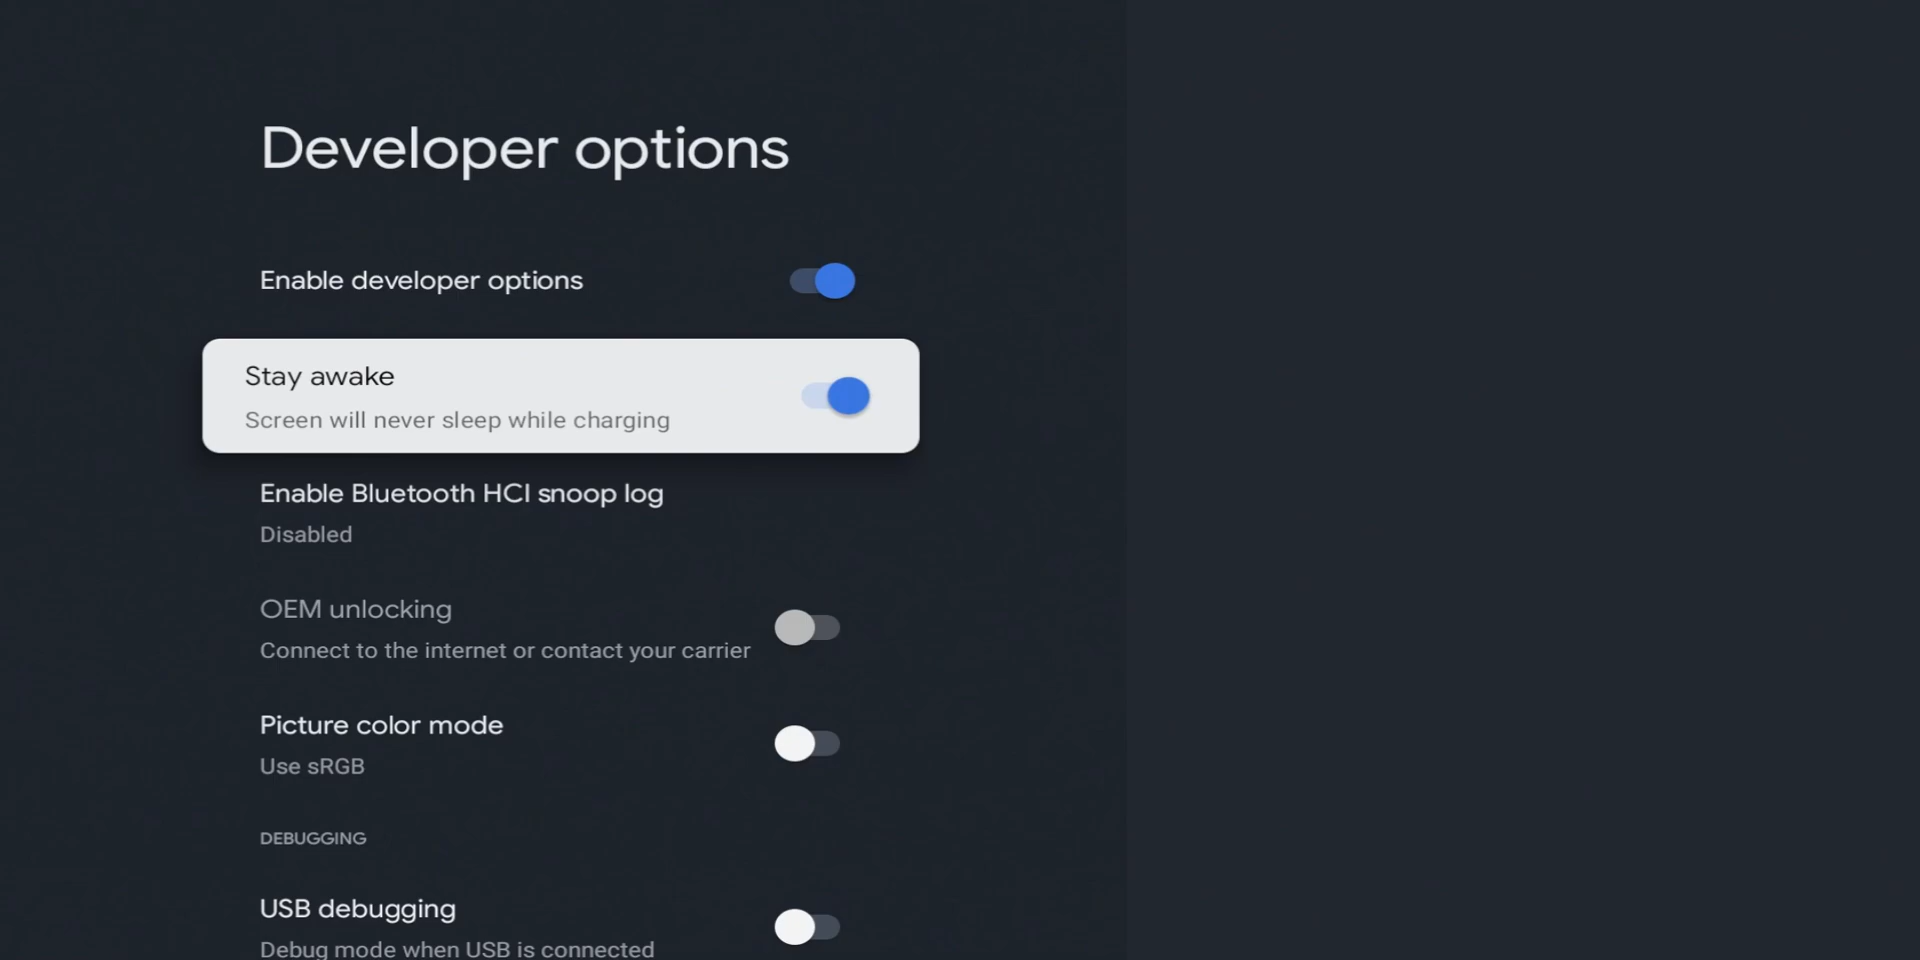 Developer options
Enable developer options
Stay awake
Screen will never sleep while charging
Enable Bluetooth HCI snoop log
Disabled
OEM unlocking
Connect to the internet or contact your carrier
Picture color mode
Use sRGB
DEBUGGING
USB debugging
Debug mode when USB is connected